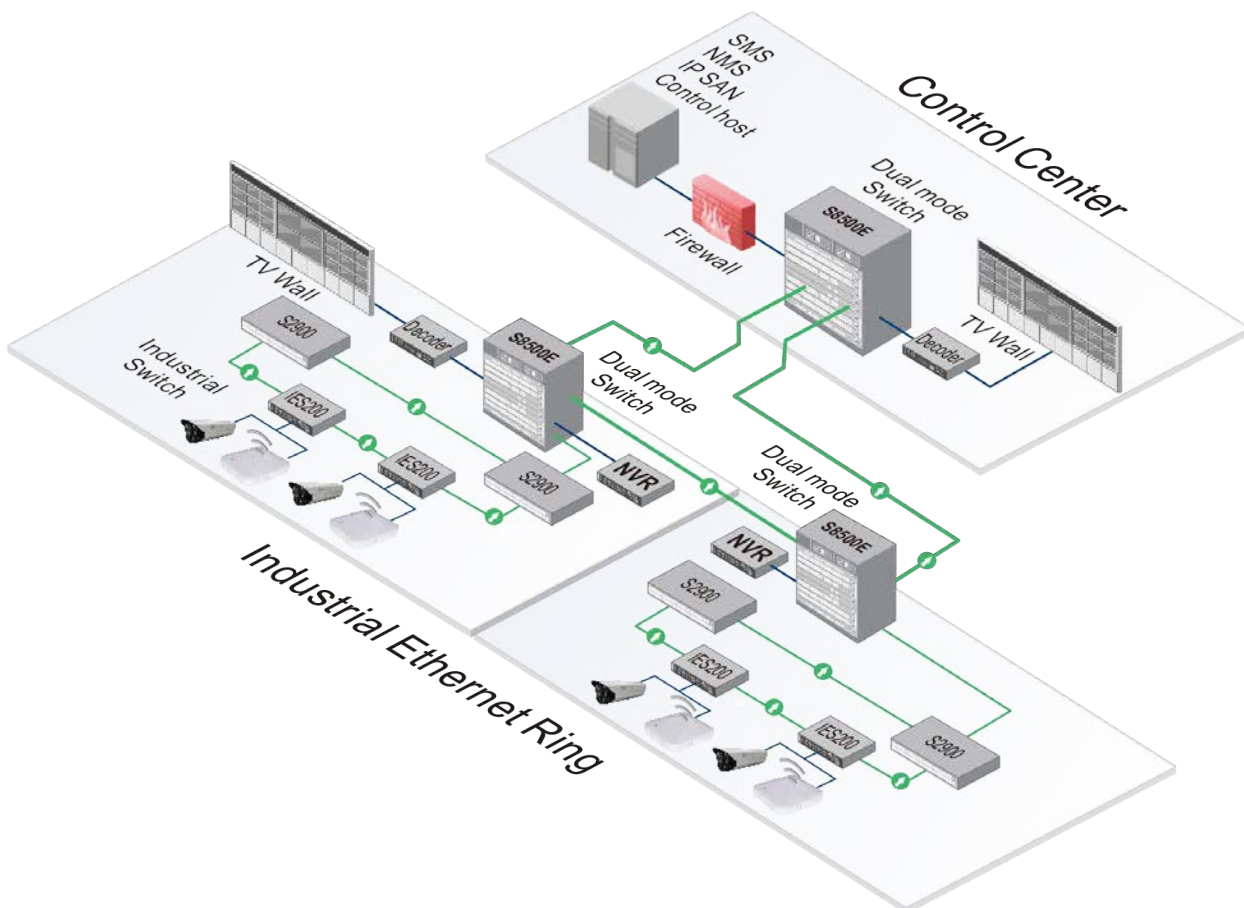 SMS
NMS
IP SAN
Control host
Control Center
Dual mode
Switch
S8500E
Firewall
Decoder
TV Wall
TV Wall
S2900
Decoder
S8500E
Dual mode
Switch
Industrial
Switch
IES200
IES200
S2900
NVR
Dual mode
Switch
S8500E
NVR
S2900
IES200
IES200
S2900
Industrial Ethernet Ring